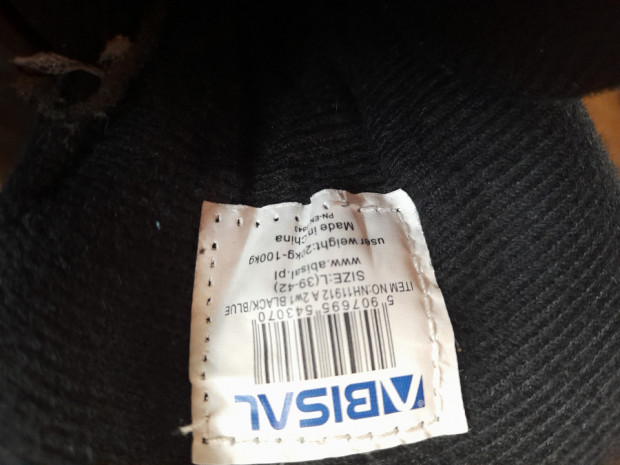 ABISAL®
5 907695 543070
ITEM NO:NH11912 A 2w1 BLACK/BLUE
SIZE:L(39-42)
www.abisal.pl
user weight:20kg-100kg
Made in China